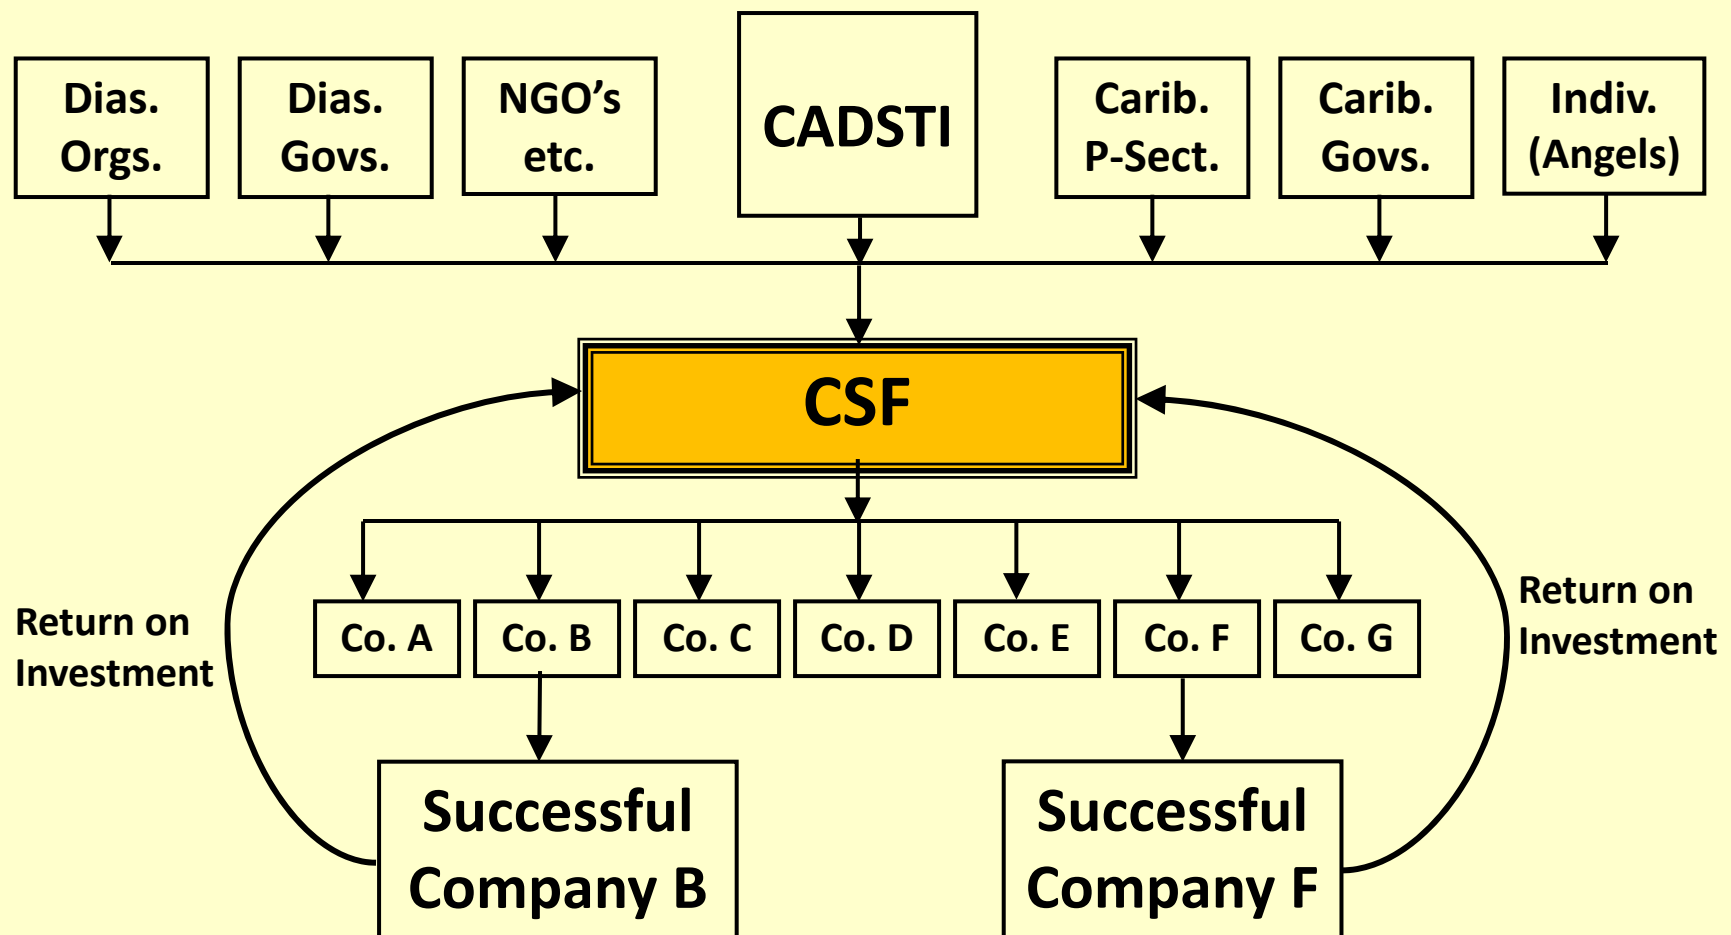 Dias.
Orgs.
Dias.
Govs.
NGO’s
etc.
CADSTI
Carib.
P-Sect.
Carib.
Govs.
Indiv.
(Angels)
CSF
Return on
Investment
Co. A
Co. B
Co. C
Co. D
Co. E
Co. F
Co. G
Return on
Investment
Successful
Company B
Successful
Company F